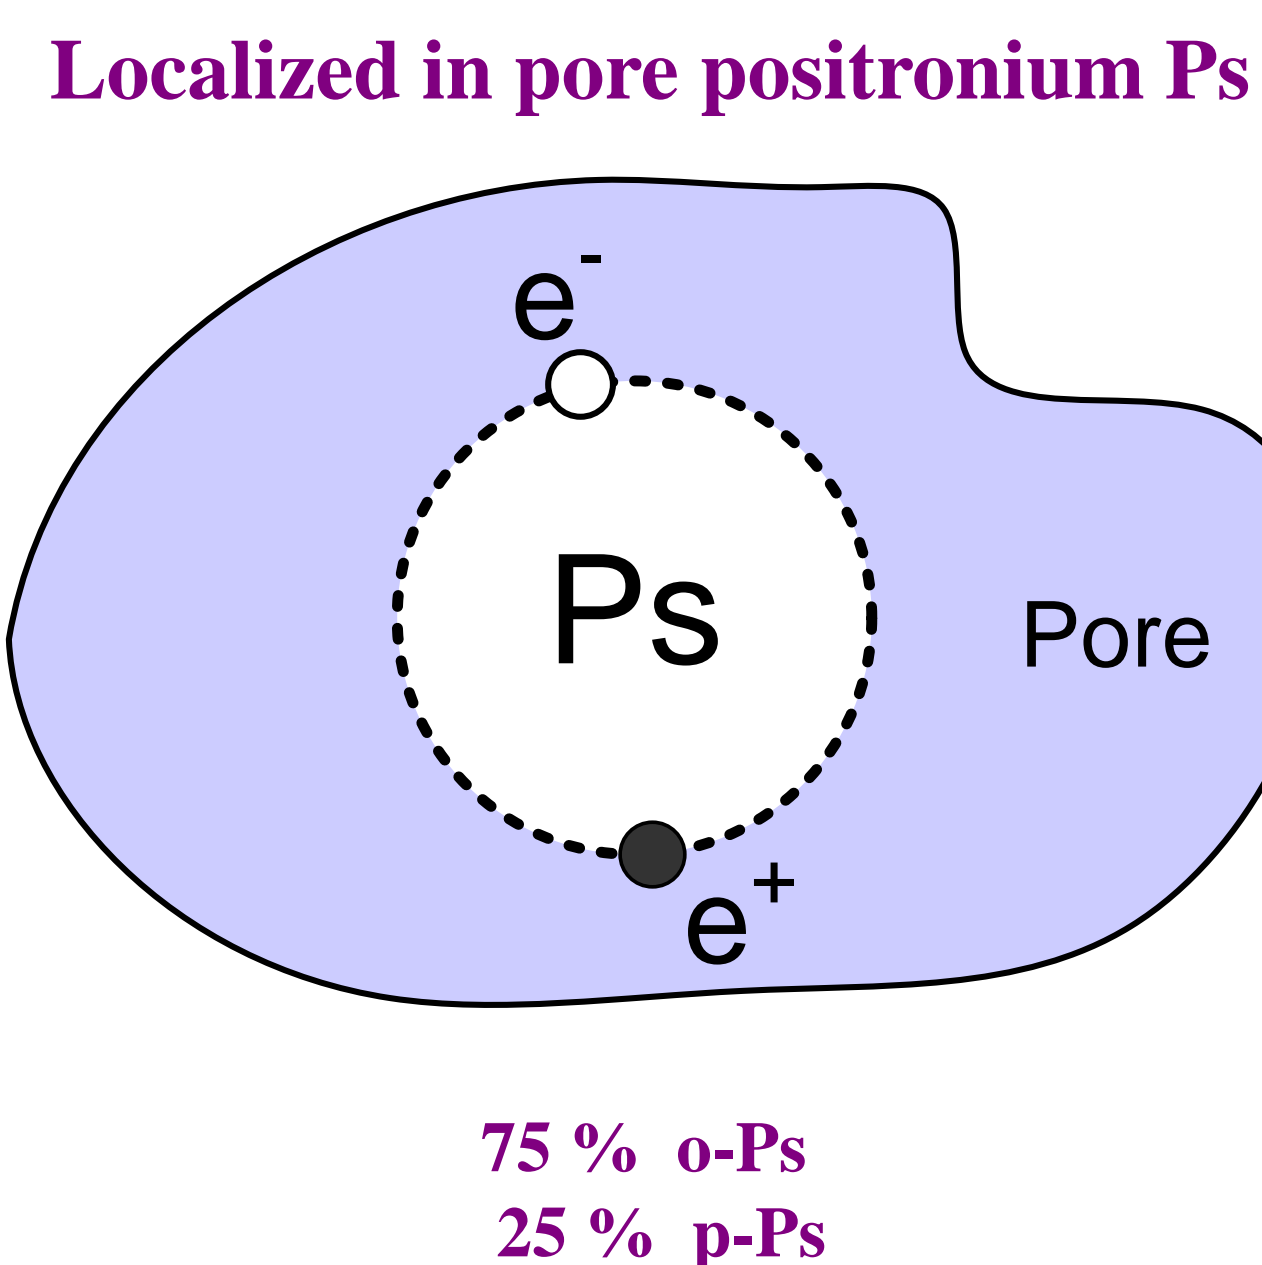 Localized in pore positronium Ps
e-
Ps
Pore
e+
75 % o-Ps
25 % p-Ps